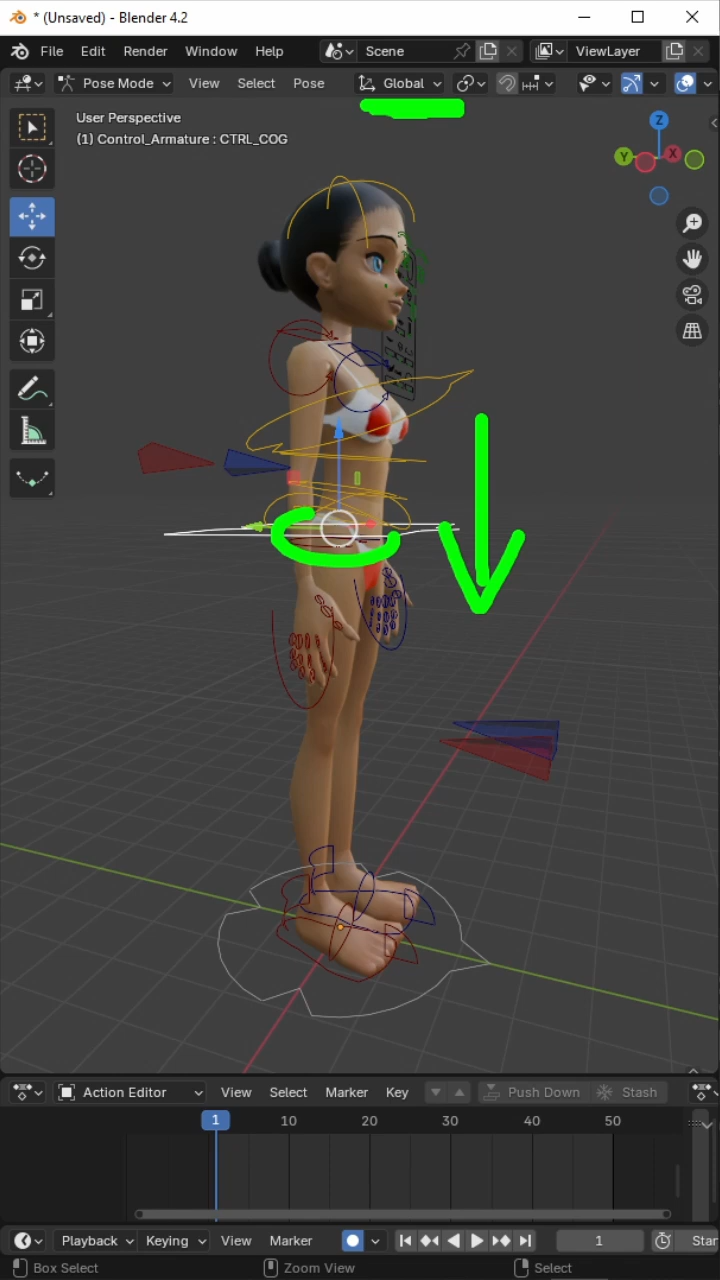 * (Unsaved) - Blender 4.2
File Edit Render Window Help Scene ViewLayer
Pose Mode View Select Pose Global
User Perspective
(1) Control_Armature : CTRL_COG
Z
Y X
Action Editor View Select Marker Key Push Down Stash
1 10 20 30 40 50
Playback Keying View Marker 1 Star
Box Select Zoom View Select